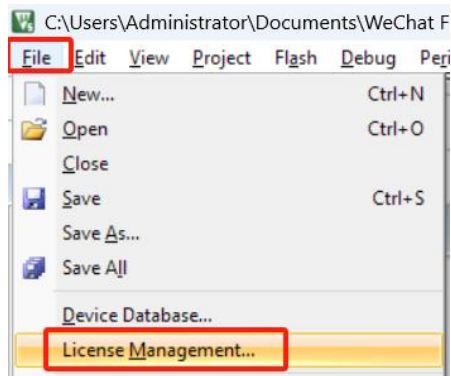 C:\Users\Administrator\Documents\WeChat F
File Edit View Project Flash Debug Peri
New... Ctrl+N
Open Ctrl+O
Close
Save Ctrl+S
Save As...
Save All
Device Database...
License Management...